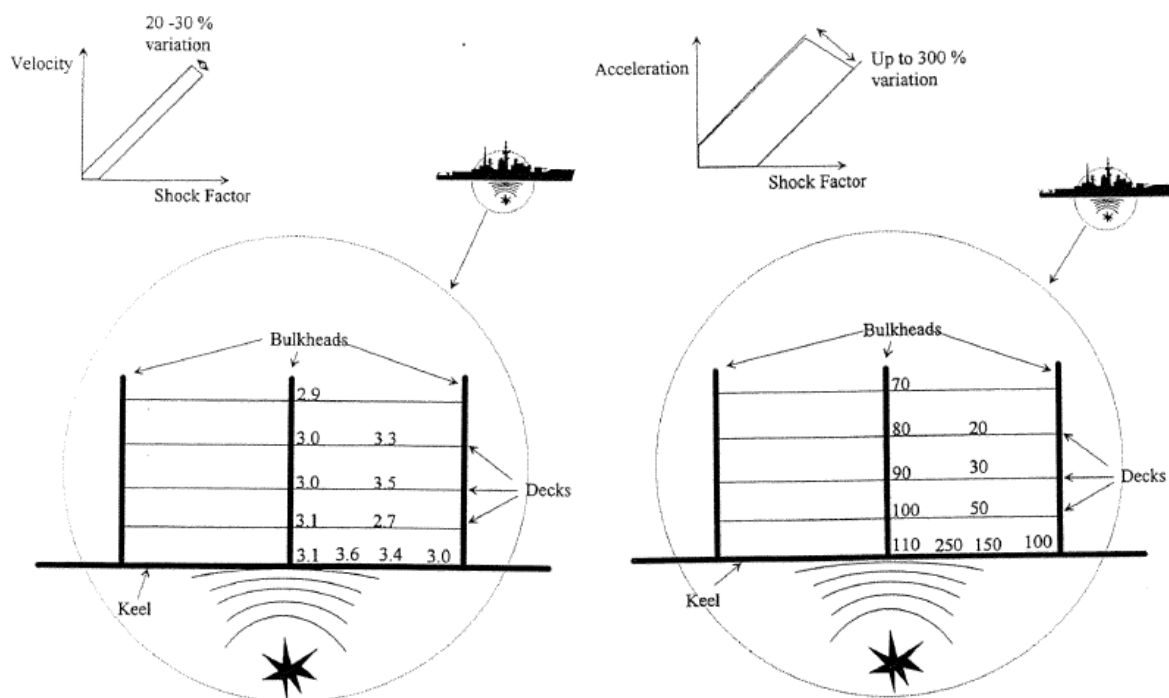 20 -30 %
variation
Velocity
Shock Factor
Bulkheads
2.9
3.0 3.3
3.0 3.5
Decks
3.1 2.7
3.1 3.6 3.4 3.0
Keel
Acceleration
Up to 300 %
variation
Shock Factor
Bulkheads
70
80 20
90 30
Decks
100 50
110 250 150 100
Keel